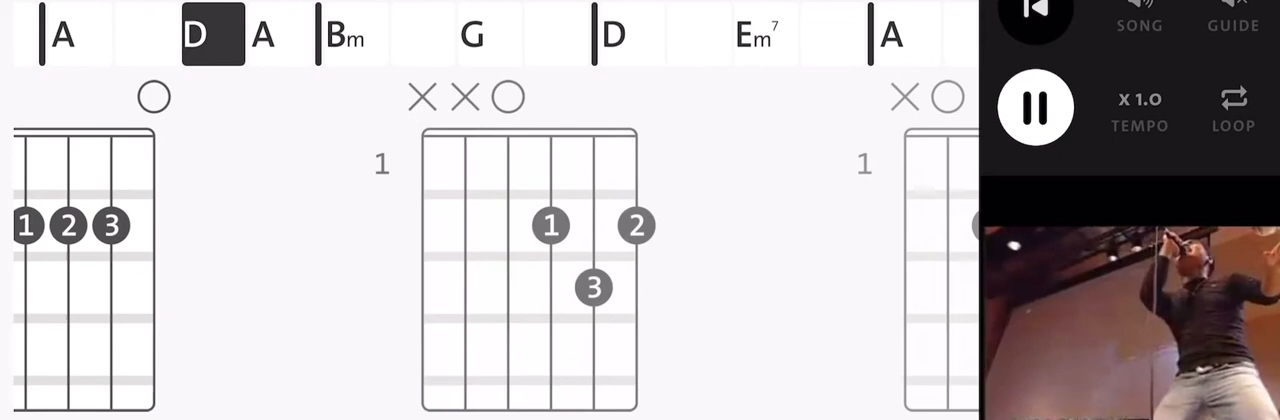 A D A Bm G D Em7 A
SONG GUIDE
X 1.0
TEMPO LOOP
1 1
1 2 3 1 2
3